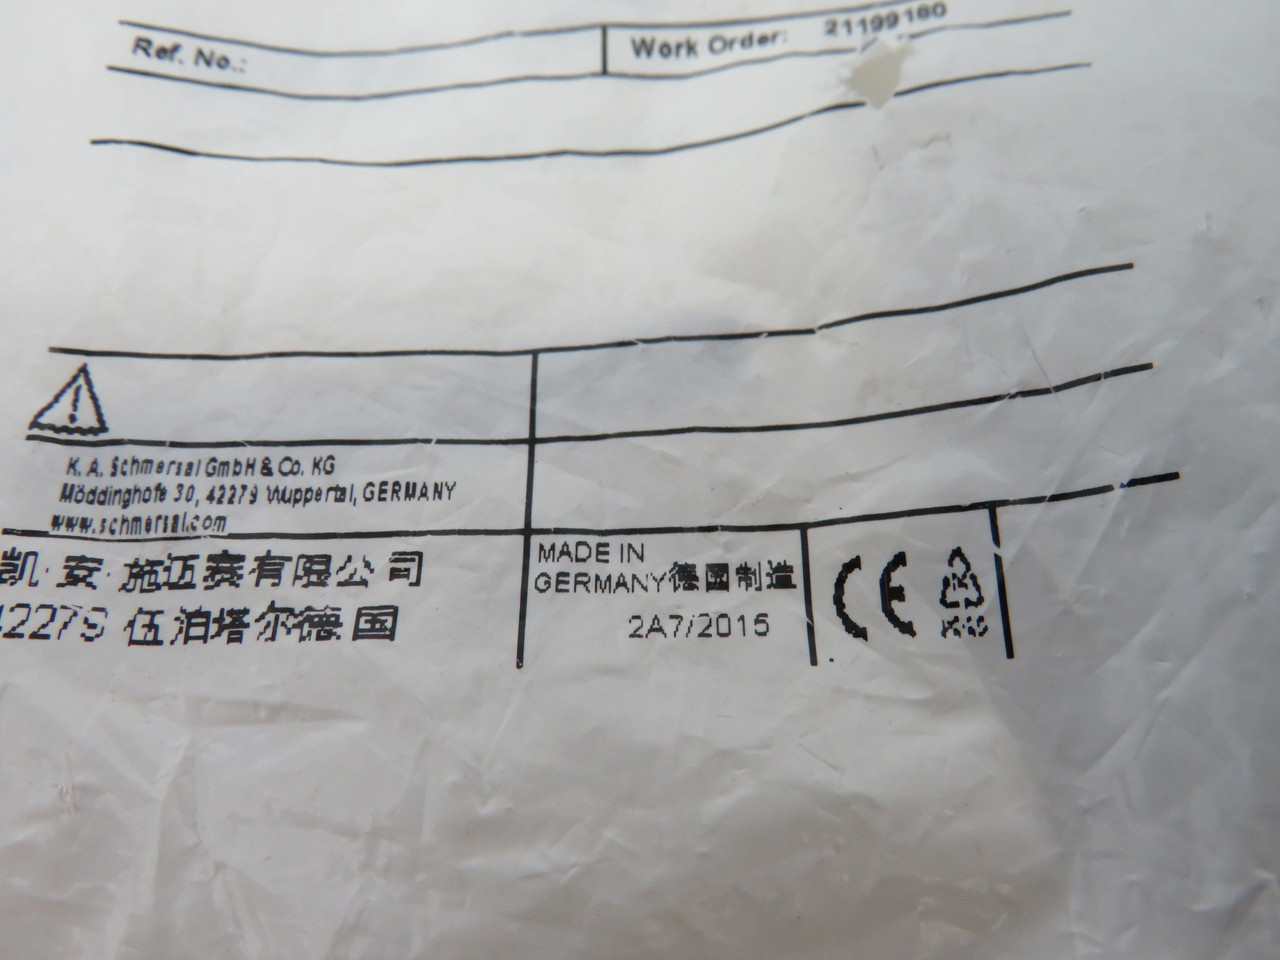 Ref. No.:
Work Order: 21199160
K. A. Schmersal GmbH & Co. KG
Möddinghofe 30, 42279 Wuppertal, GERMANY
www.schmersal.com
凯·安·施迈赛有限公司
42279 伍泊塔尔德国
MADE IN
GERMANY德國制造
2A7/2015
CE